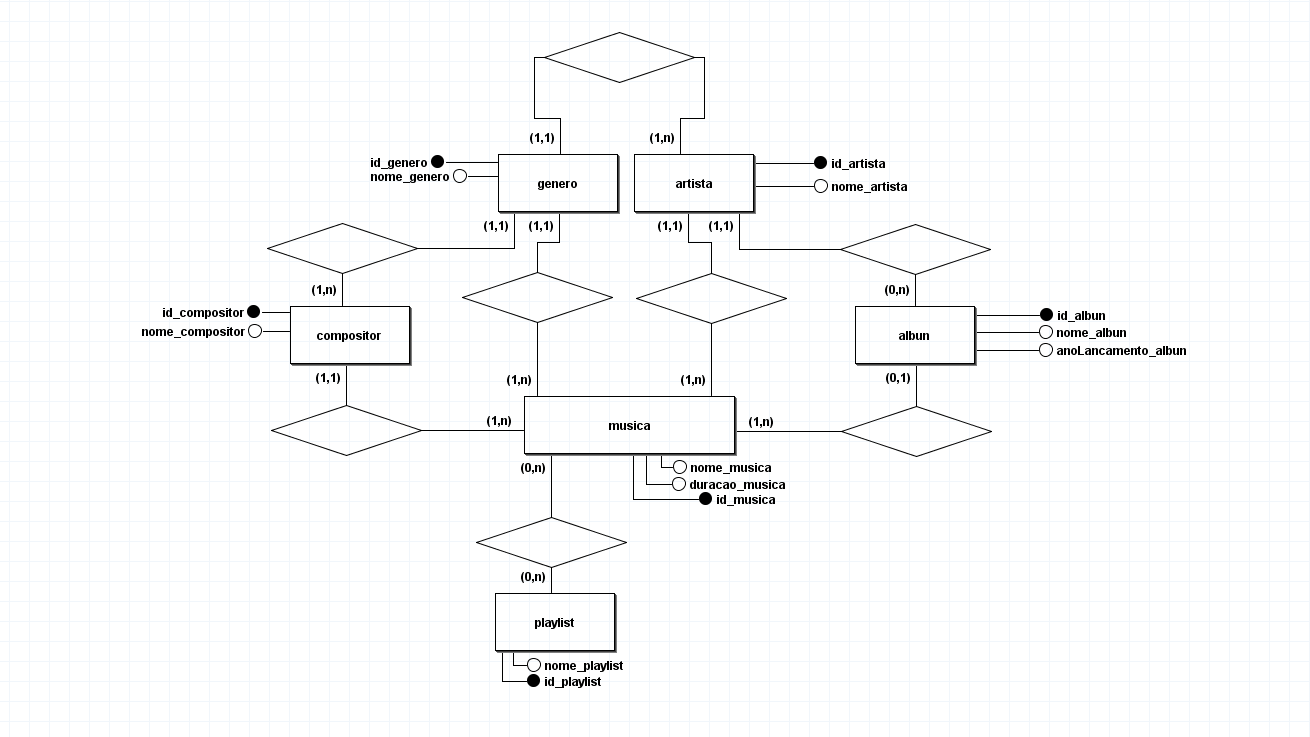 (1,1)
(1,n)
id_genero
nome_genero
genero
artista
id_artista
nome_artista
(1,1)
(1,1)
(1,1)
(1,1)
(1,n)
(0,n)
id_compositor
nome_compositor
compositor
albun
id_albun
nome_albun
anoLancamento_albun
(1,1)
(1,n)
(1,n)
(0,1)
(1,n)
musica
(1,n)
(0,n)
nome_musica
duracao_musica
id_musica
(0,n)
playlist
nome_playlist
id_playlist